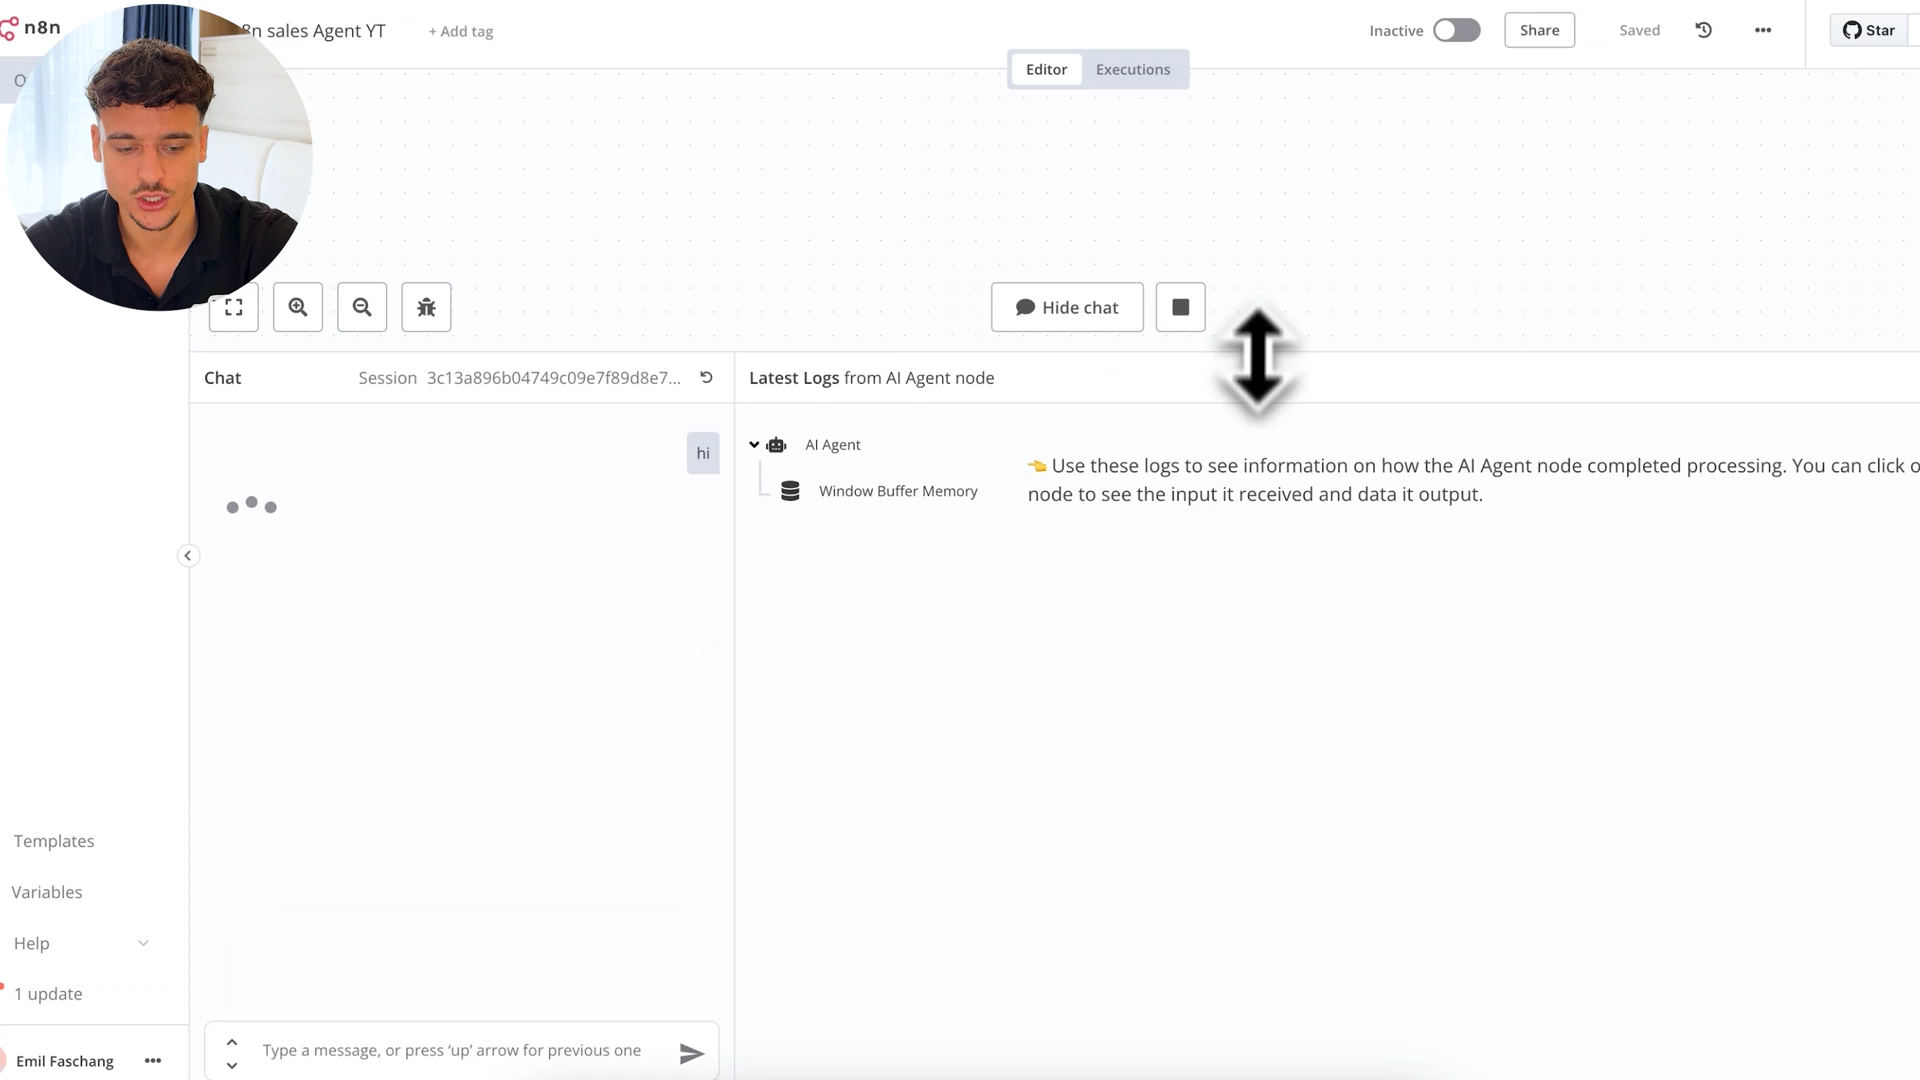 n8n
8n sales Agent YT
+ Add tag
Inactive
Share
Saved
Star
Editor
Executions
Hide chat
Chat
Session 3c13a896b04749c09e7f89d8e7...
Latest Logs from AI Agent node
hi
AI Agent
Window Buffer Memory
👈 Use these logs to see information on how the AI Agent node completed processing. You can click o
node to see the input it received and data it output.
Templates
Variables
Help
1 update
Emil Faschang
Type a message, or press ‘up’ arrow for previous one